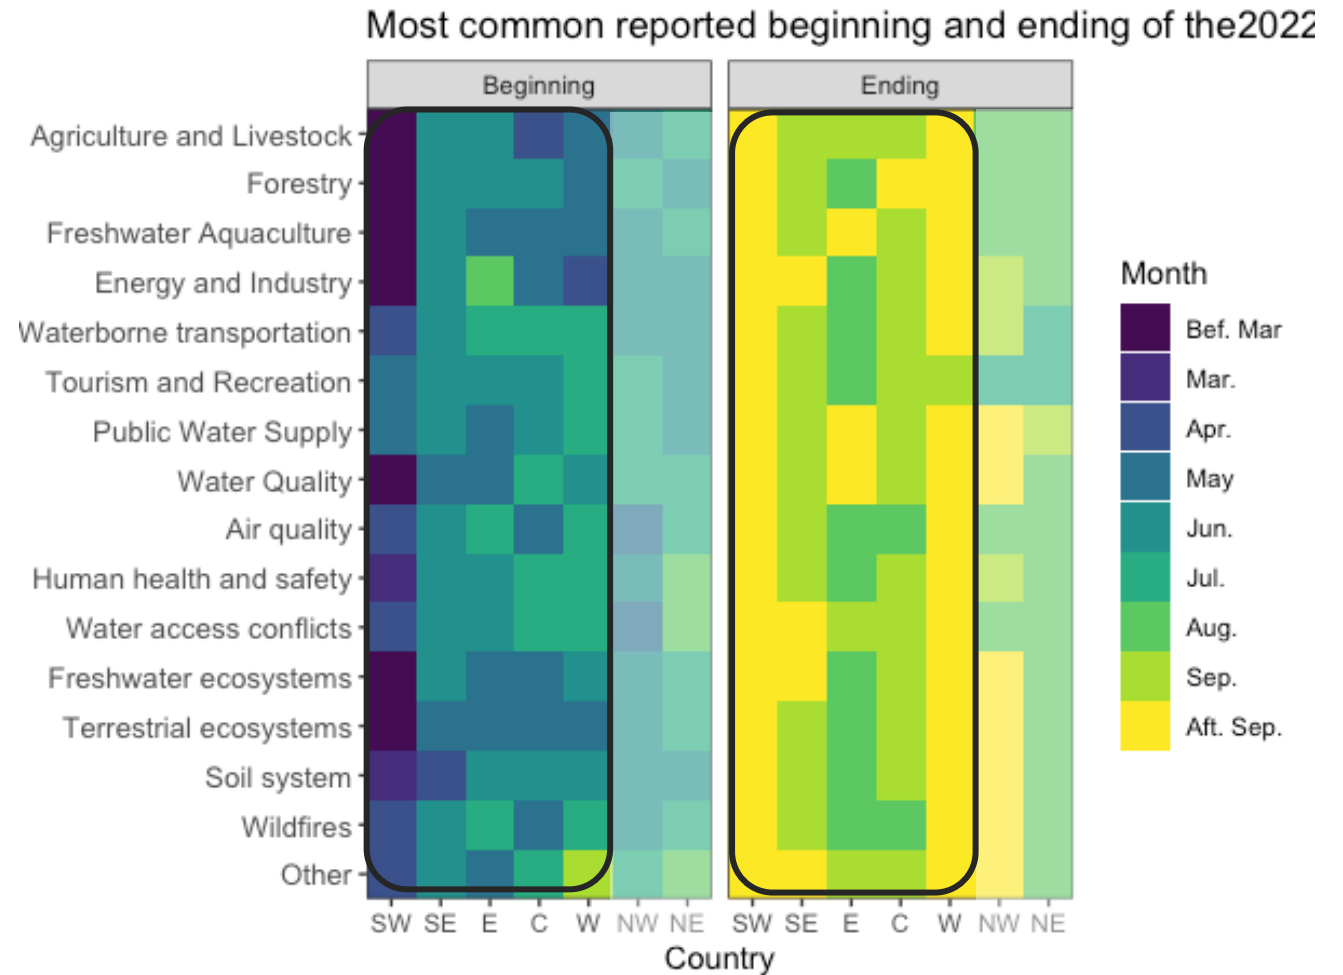 Most common reported beginning and ending of the2022
Beginning
Ending
Agriculture and Livestock
Forestry
Freshwater Aquaculture
Energy and Industry
Waterborne transportation
Tourism and Recreation
Public Water Supply
Water Quality
Air quality
Human health and safety
Water access conflicts
Freshwater ecosystems
Terrestrial ecosystems
Soil system
Wildfires
Other
SW SE E C W NW NE
SW SE E C W NW NE
Country
Month
Bef. Mar
Mar.
Apr.
May
Jun.
Jul.
Aug.
Sep.
Aft. Sep.